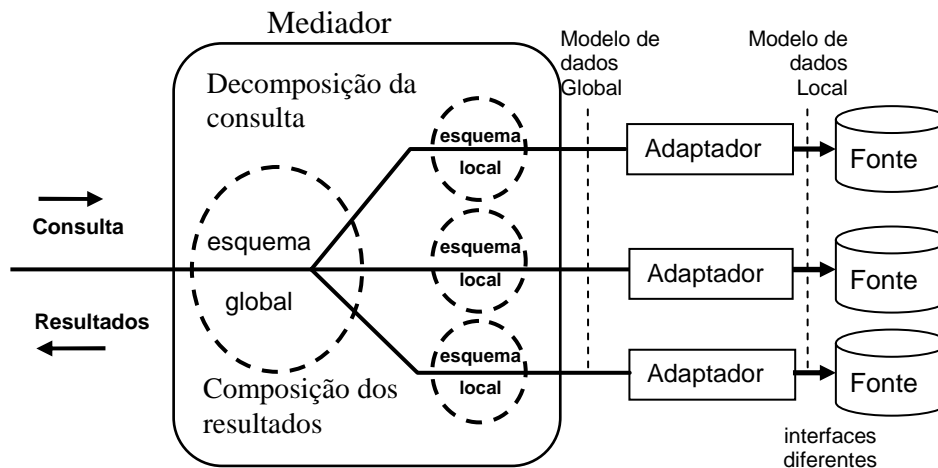 Mediador
Modelo de
dados
Global
Modelo de
dados
Local
Decomposição da
consulta
esquema
local
Adaptador
Fonte
Consulta
esquema
global
esquema
local
Adaptador
Fonte
Resultados
esquema
local
Adaptador
Fonte
Composição dos
resultados
interfaces
diferentes